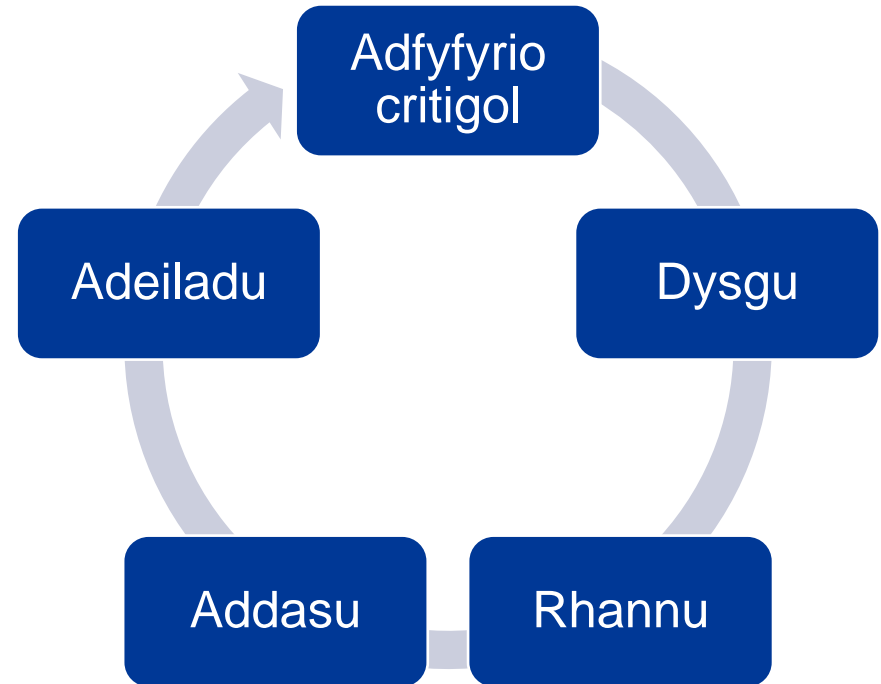 Adfyfyrio
critigol
Dysgu
Rhannu
Addasu
Adeiladu